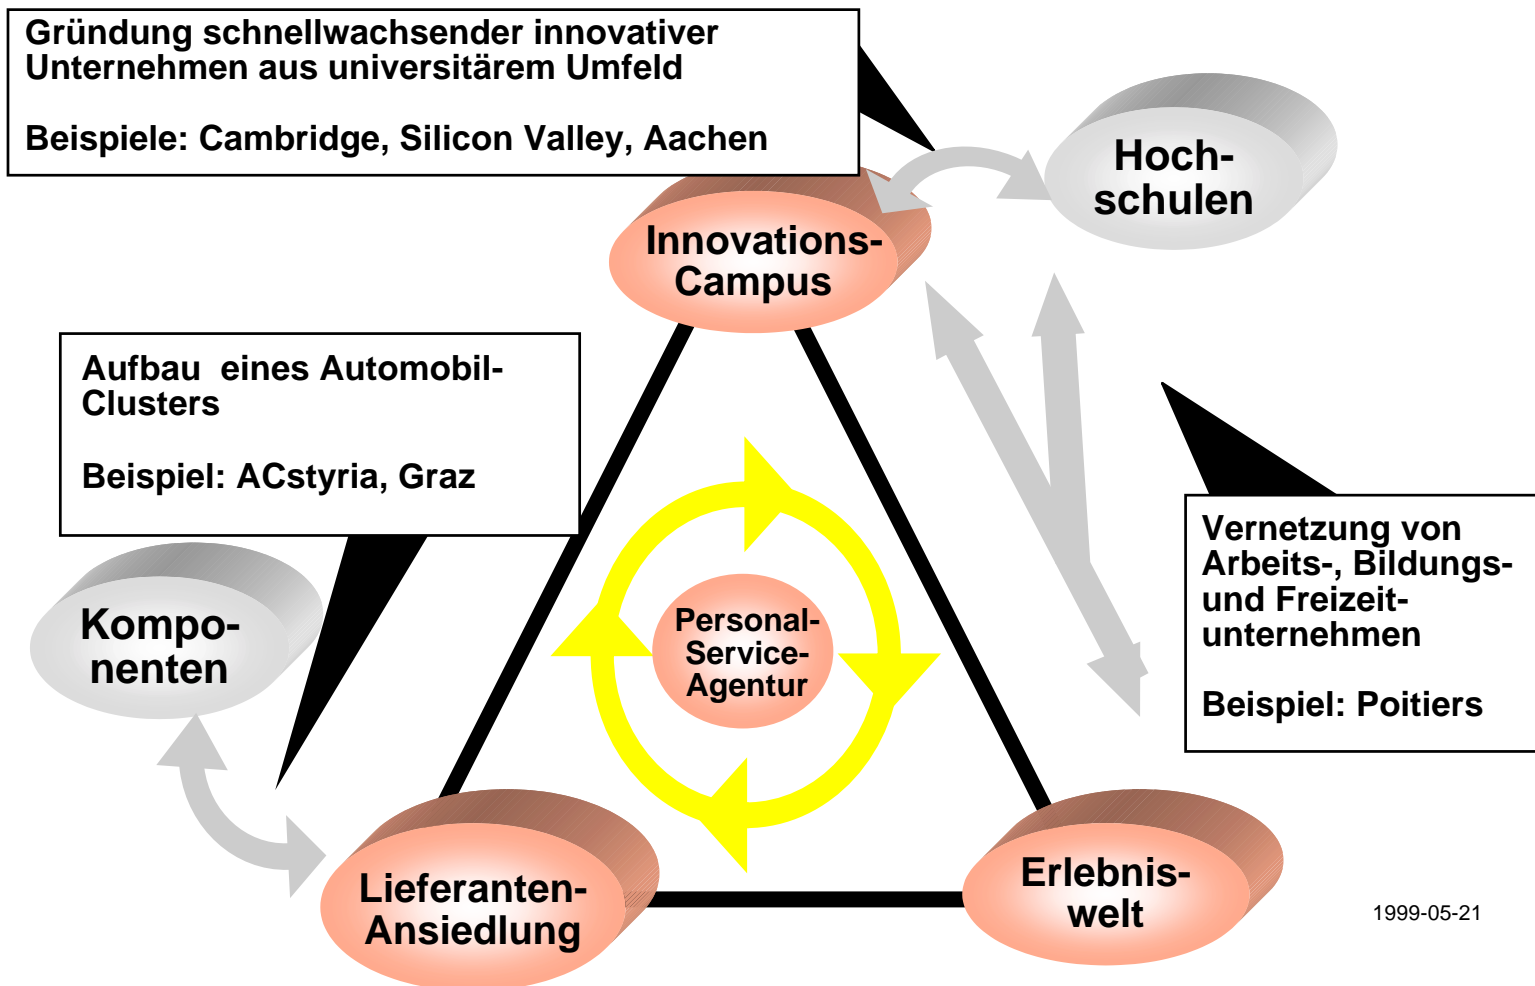 Gründung schnellwachsender innovativer
Unternehmen aus universitärem Umfeld
Beispiele: Cambridge, Silicon Valley, Aachen
Hoch-
schulen
Innovations-
Campus
Aufbau eines Automobil-
Clusters
Beispiel: ACstyria, Graz
Vernetzung von
Arbeits-, Bildungs-
und Freizeit-
unternehmen
Beispiel: Poitiers
Kompo-
nenten
Personal-
Service-
Agentur
Lieferanten-
Ansiedlung
Erlebnis-
welt
1999-05-21